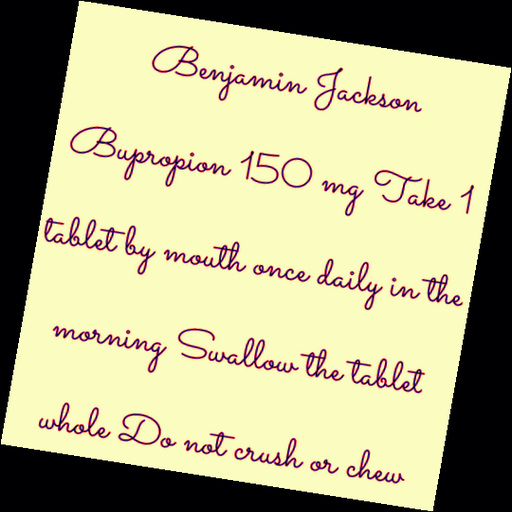 Benjamin Jackson
Bupropion 150 mg Take 1
tablet by mouth once daily in the
morning Swallow the tablet
whole Do not crush or chew